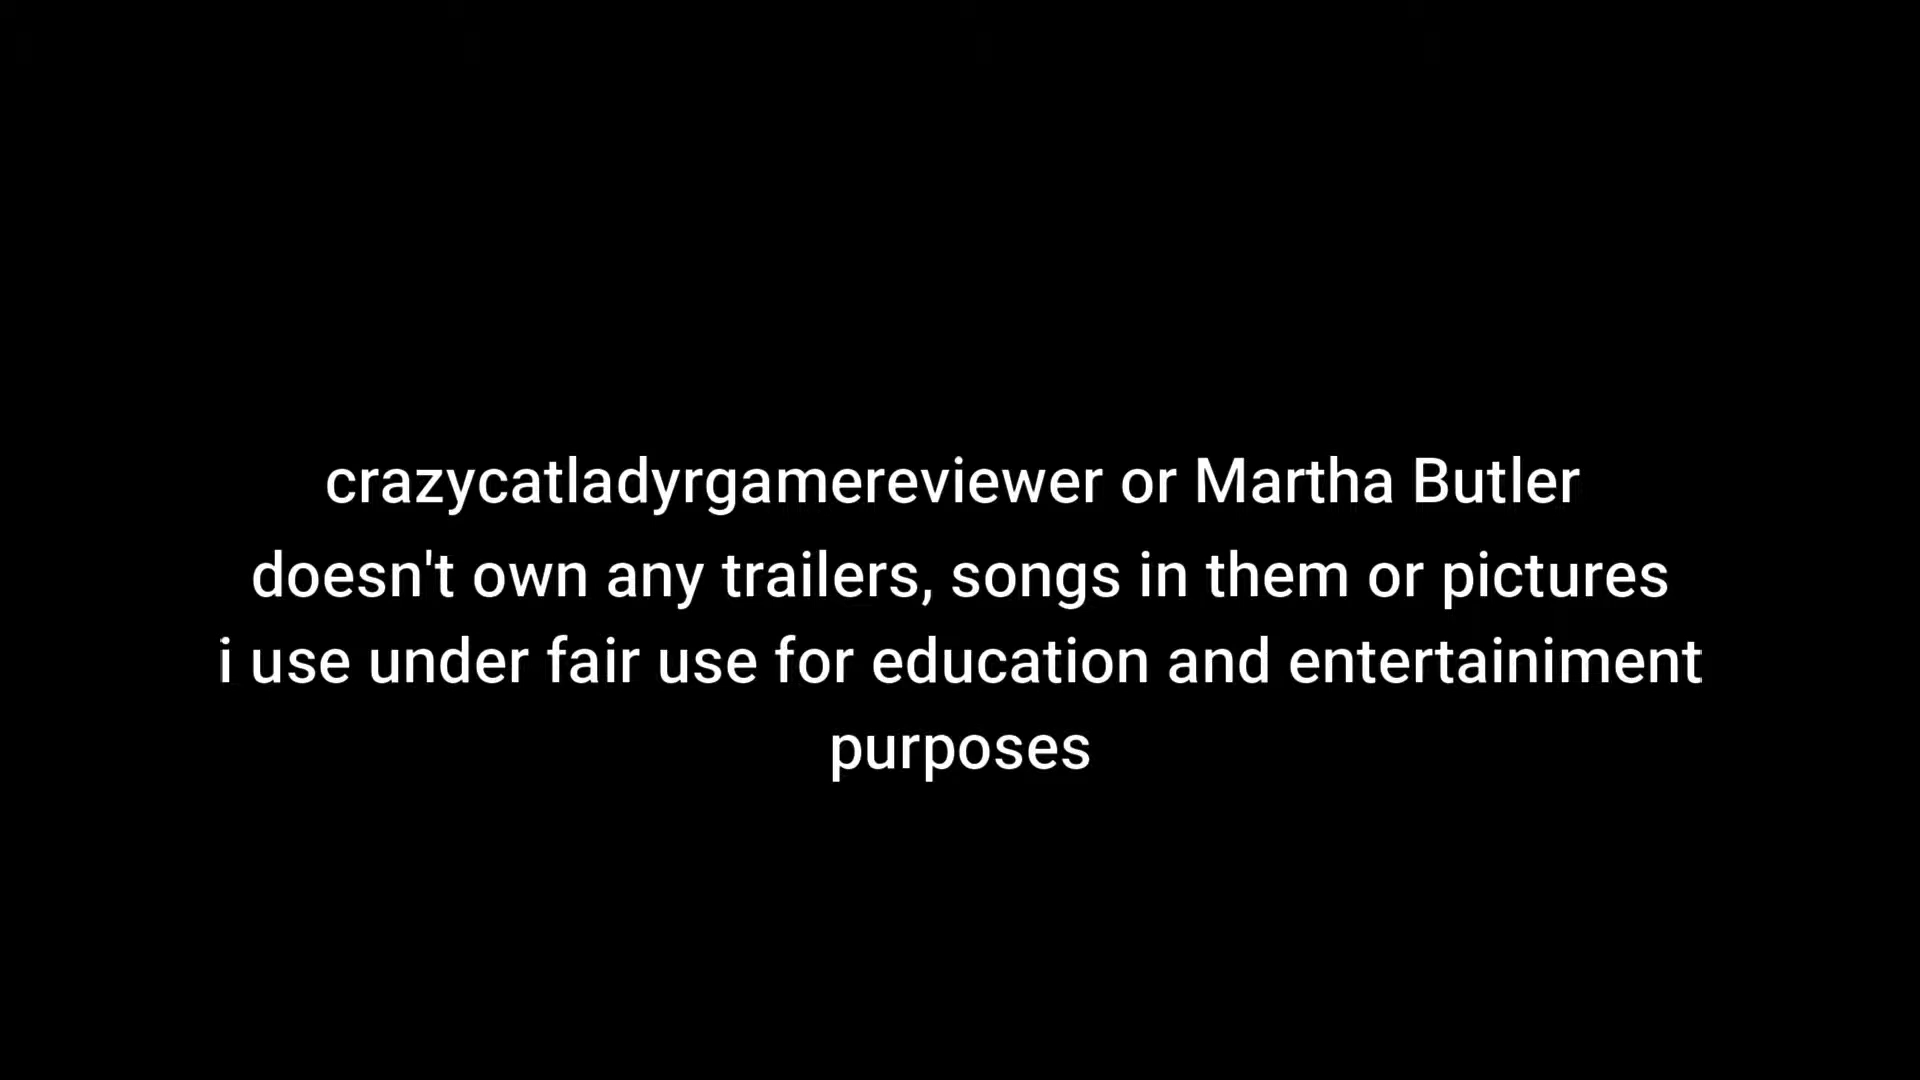 crazycatladyrgamereviewer or Martha Butler
doesn't own any trailers, songs in them or pictures
i use under fair use for education and entertainiment
purposes